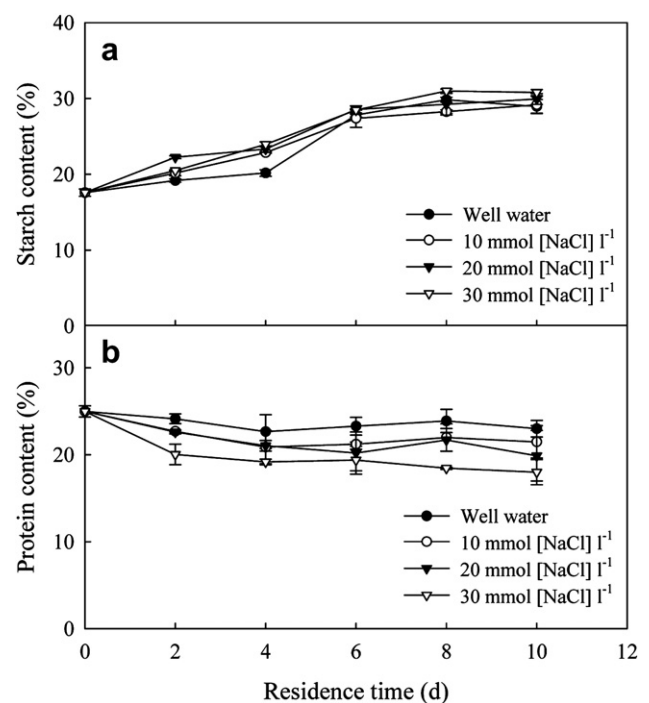 40
a
30
20
10
0
Starch content (%)
Well water
10 mmol [NaCl] l⁻¹
20 mmol [NaCl] l⁻¹
30 mmol [NaCl] l⁻¹
b
30
20
10
0
Protein content (%)
Well water
10 mmol [NaCl] l⁻¹
20 mmol [NaCl] l⁻¹
30 mmol [NaCl] l⁻¹
0 2 4 6 8 10 12
Residence time (d)